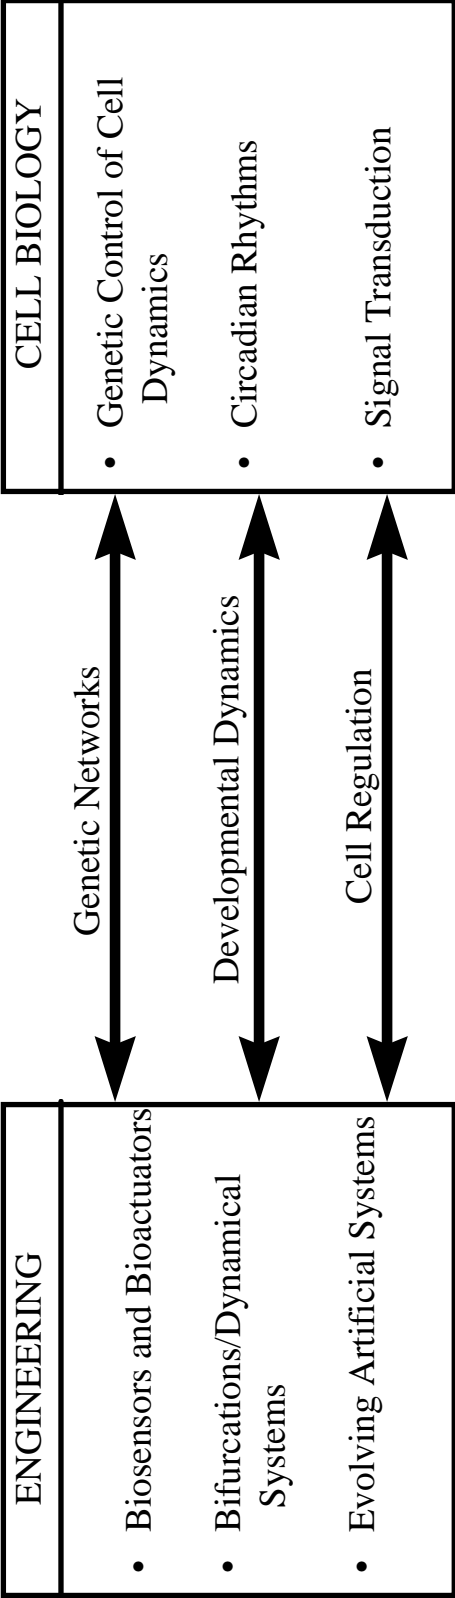 ENGINEERING
• Biosensors and Bioactuators
• Bifurcations/Dynamical
Systems
• Evolving Artificial Systems
Genetic Networks
Developmental Dynamics
Cell Regulation
CELL BIOLOGY
• Genetic Control of Cell
Dynamics
• Circadian Rhythms
• Signal Transduction